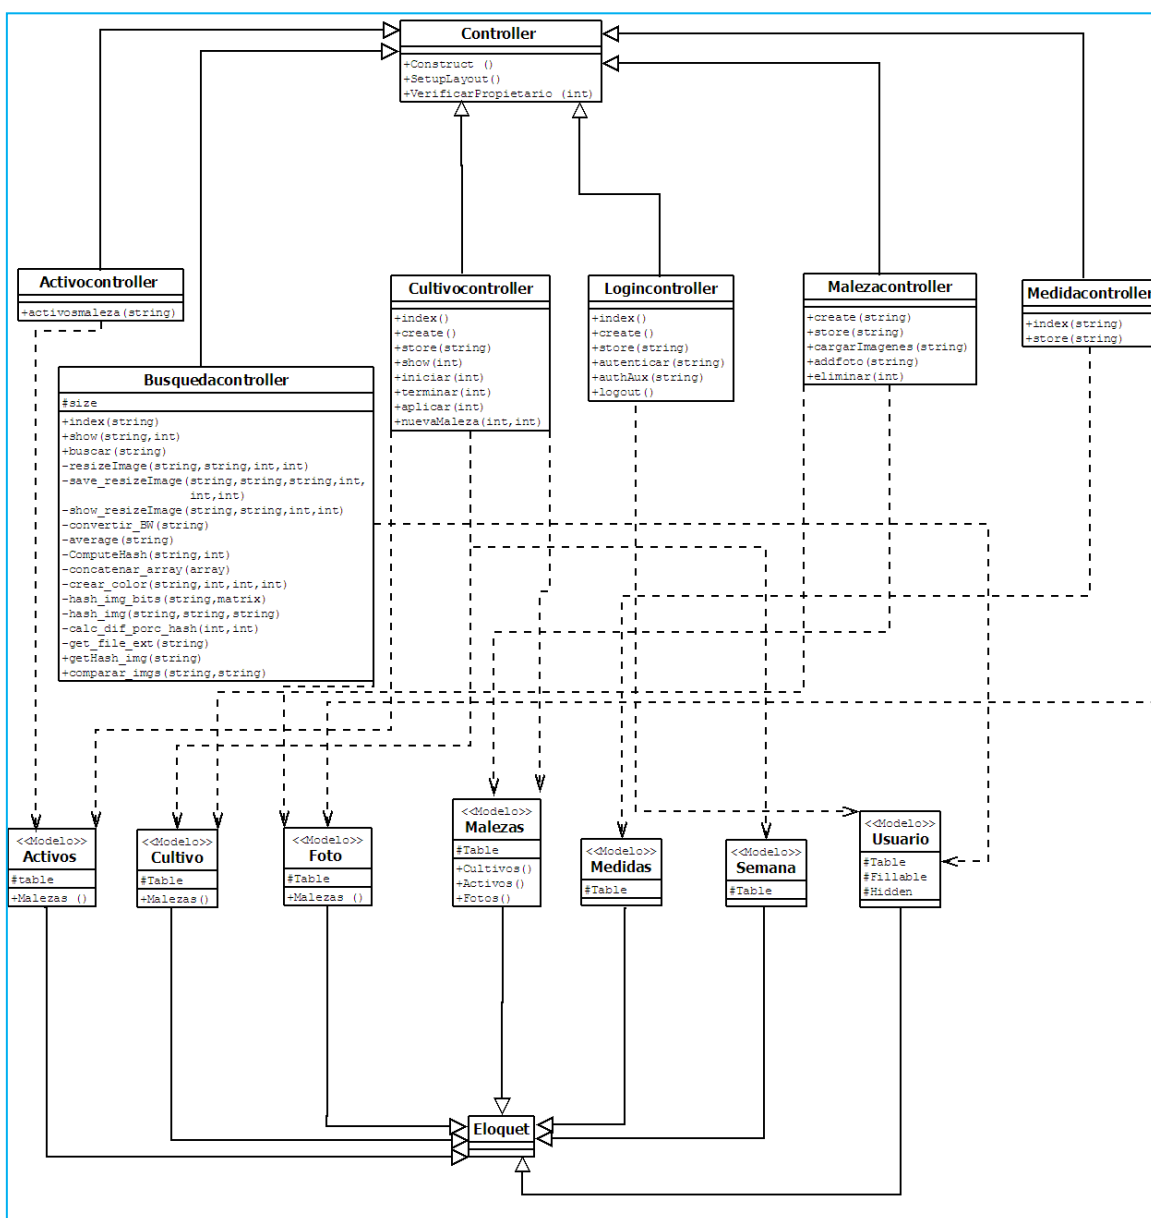 Controller
+Construct ()
+SetupLayout()
+VerificarPropietario (int)
Activocontroller
+activosmaleza(string)
Busquedacontroller
#size
+index(string)
+show(string,int)
+buscar(string)
-resizeImage(string,string,int,int)
-save_resizeImage(string,string,string,int,
int,int)
-show_resizeImage(string,string,int,int)
-convertir_BW(string)
-average(string)
-ComputeHash(string,int)
-concatenar_array(array)
-crear_color(string,int,int,int)
-hash_img_bits(string,matrix)
-hash_img(string,string,string)
-calc_dif_porc_hash(int,int)
-get_file_ext(string)
+getHash_img(string)
+comparar_imgs(string,string)
Cultivocontroller
+index()
+create()
+store(string)
+show(int)
+iniciar(int)
+terminar(int)
+aplicar(int)
+nuevaMaleza(int,int)
Logincontroller
+index()
+create()
+store(string)
+autenticar(string)
+authAux(string)
+logout()
Malezacontroller
+create(string)
+store(string)
+cargarImagenes(string)
+addfoto(string)
+eliminar(int)
Medidacontroller
+index(string)
+store(string)
<<Modelo>>
Activos
#table
+Malezas ()
<<Modelo>>
Cultivo
#Table
+Malezas()
<<Modelo>>
Foto
#Table
+Malezas ()
<<Modelo>>
Malezas
#Table
+Cultivos()
+Activos()
+Fotos()
<<Modelo>>
Medidas
#Table
<<Modelo>>
Semana
#Table
<<Modelo>>
Usuario
#Table
#Fillable
#Hidden
Eloquet